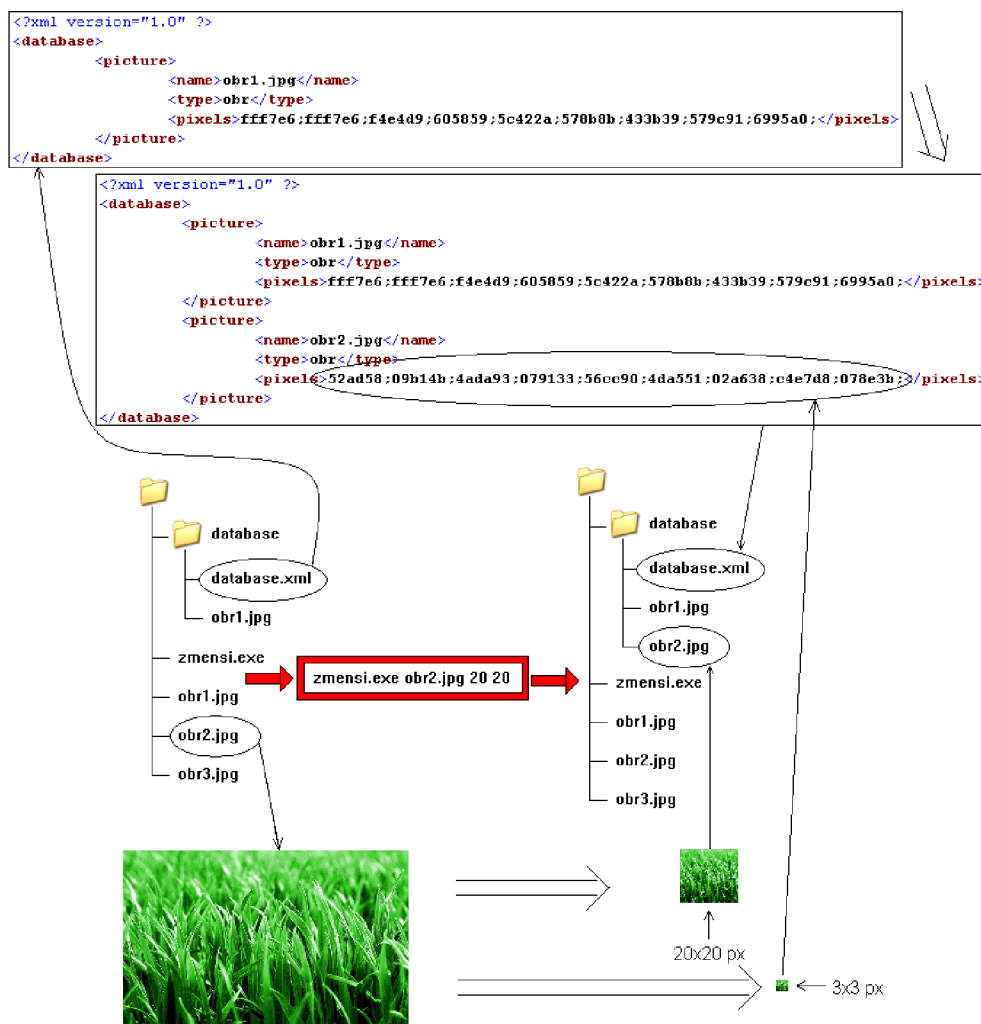 <?xml version="1.0" ?>
<database>
<picture>
<name>obr1.jpg</name>
<type>obr</type>
<pixels>fff7e6;fff7e6;f4e4d9;605859;5c422a;578b8b;433b39;579c91;6995a0;</pixels>
</picture>
</database>
<?xml version="1.0" ?>
<database>
<picture>
<name>obr1.jpg</name>
<type>obr</type>
<pixels>fff7e6;fff7e6;f4e4d9;605859;5c422a;578b8b;433b39;579c91;6995a0;</pixels>
</picture>
<picture>
<name>obr2.jpg</name>
<type>obr</type>
<pixels>52ad58;09b14b;4ada93;079133;56cc90;4da551;02a638;c4e7d8;078e3b;</pixels>
</picture>
</database>
database
database.xml
obr1.jpg
zmensi.exe
obr1.jpg
obr2.jpg
obr3.jpg
zmensi.exe obr2.jpg 20 20
database
database.xml
obr1.jpg
obr2.jpg
zmensi.exe
obr1.jpg
obr2.jpg
obr3.jpg
20x20 px
3x3 px